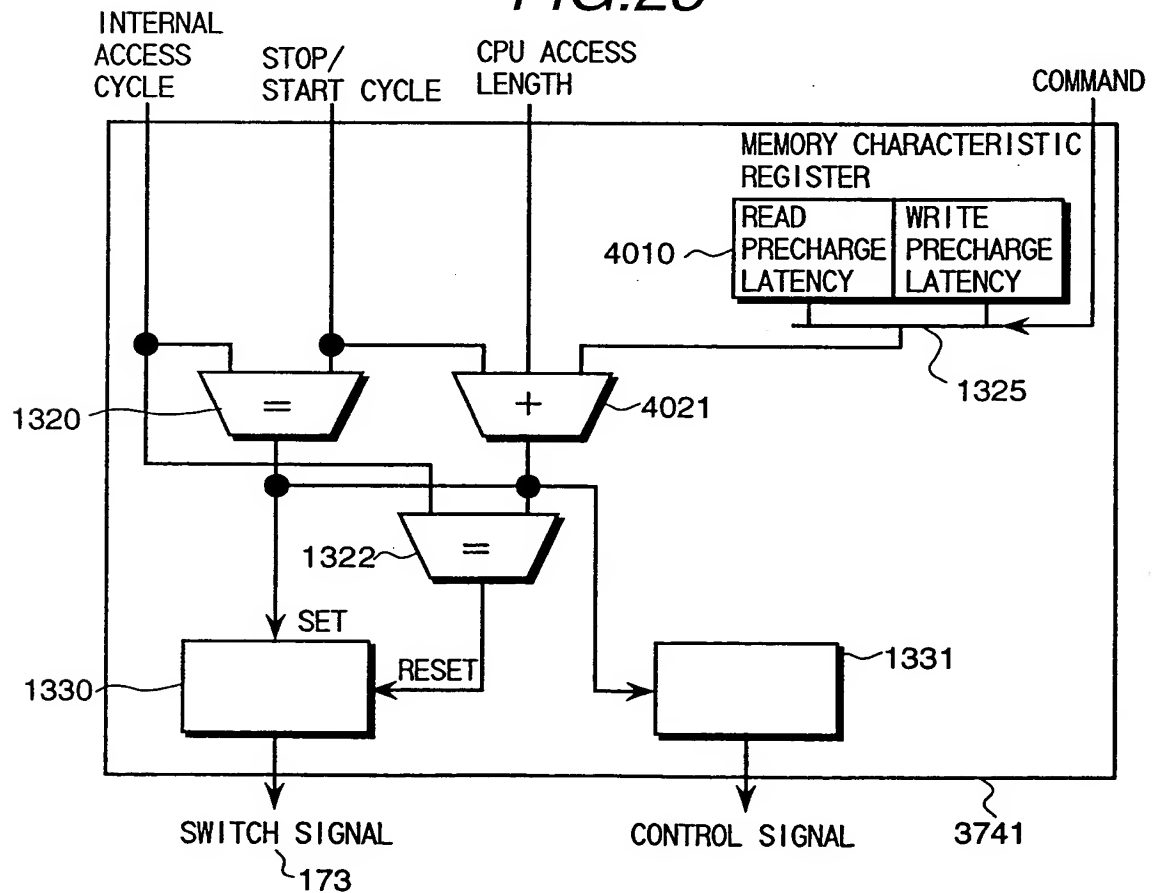 INTERNAL
ACCESS
CYCLE
STOP/
START CYCLE
CPU ACCESS
LENGTH
COMMAND
MEMORY CHARACTERISTIC
REGISTER
READ
PRECHARGE
LATENCY
WRITE
PRECHARGE
LATENCY
4010
1325
1320
=
+
4021
1322
=
SET
RESET
1330
1331
SWITCH SIGNAL
173
CONTROL SIGNAL
3741